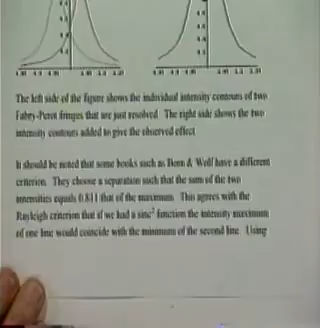 The left side of the figure shows the individual intensity contours of two
Fabry-Perot fringes that are just resolved. The right side shows the two
intensity contours added to give the observed effect.
It should be noted that some books such as Born & Wolf have a different
criterion. They choose a separation such that the sum of the two
intensities equals 0.811 that of the maximum. This agrees with the
Rayleigh criterion that if we had a sinc² function the intensity maximum
of one line would coincide with the minimum of the second line. Using